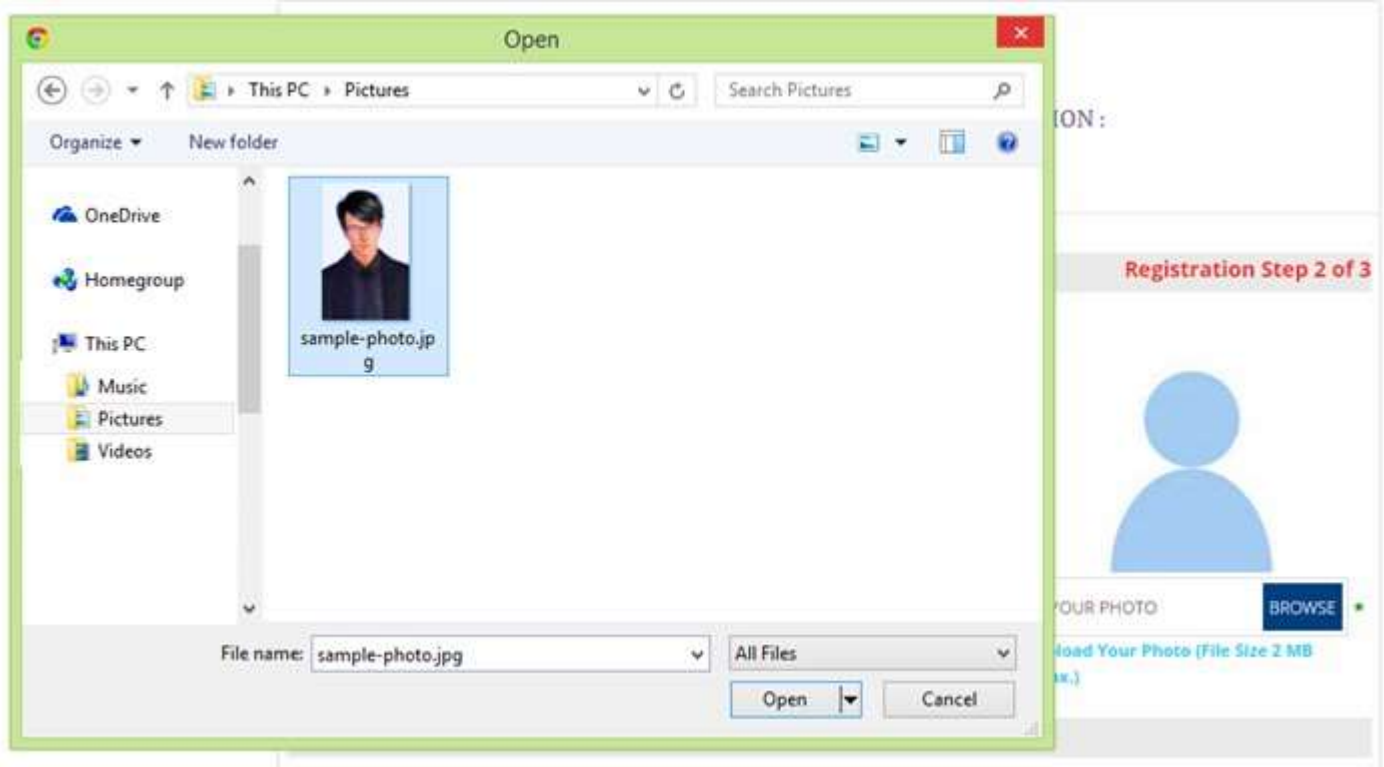 Open
This PC Pictures
Search Pictures
ION :
Organize
New folder
OneDrive
Homegroup
This PC
Music
Pictures
Videos
sample-photo.jp
g
Registration Step 2 of 3
YOUR PHOTO
BROWSE
Your Photo (File Size 2 MB
File name:
sample-photo.jpg
All Files
Open
Cancel